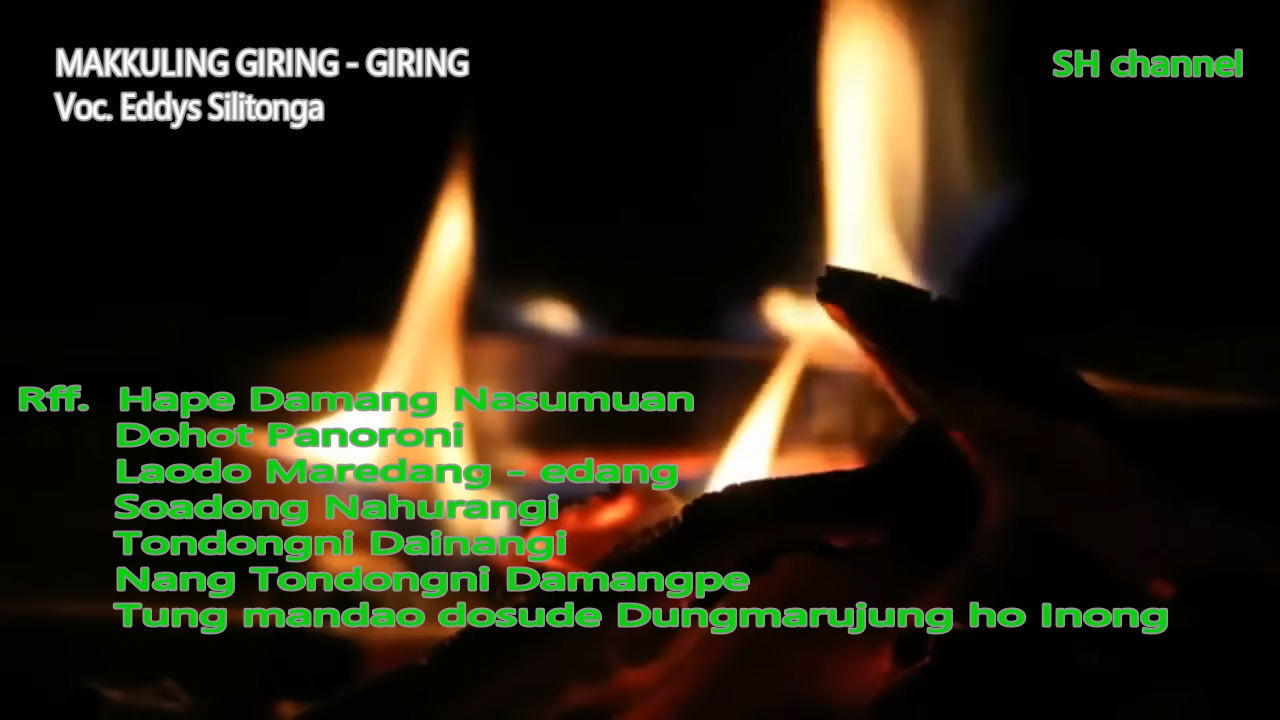 MAKKULING GIRING - GIRING
Voc. Eddys Silitonga
SH channel
Rff. Hape Damang Nasumuan
Dohot Panoroni
Laodo Maredang - edang
Soadong Nahurangi
Tondongni Dainangi
Nang Tondongni Damangpe
Tung mandao dosude Dungmarujung ho Inong